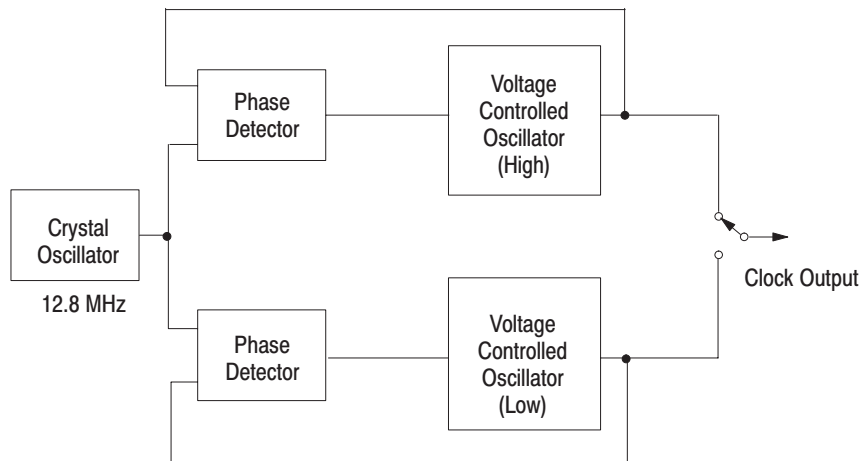 Phase
Detector
Voltage
Controlled
Oscillator
(High)
Crystal
Oscillator
12.8 MHz
Clock Output
Phase
Detector
Voltage
Controlled
Oscillator
(Low)